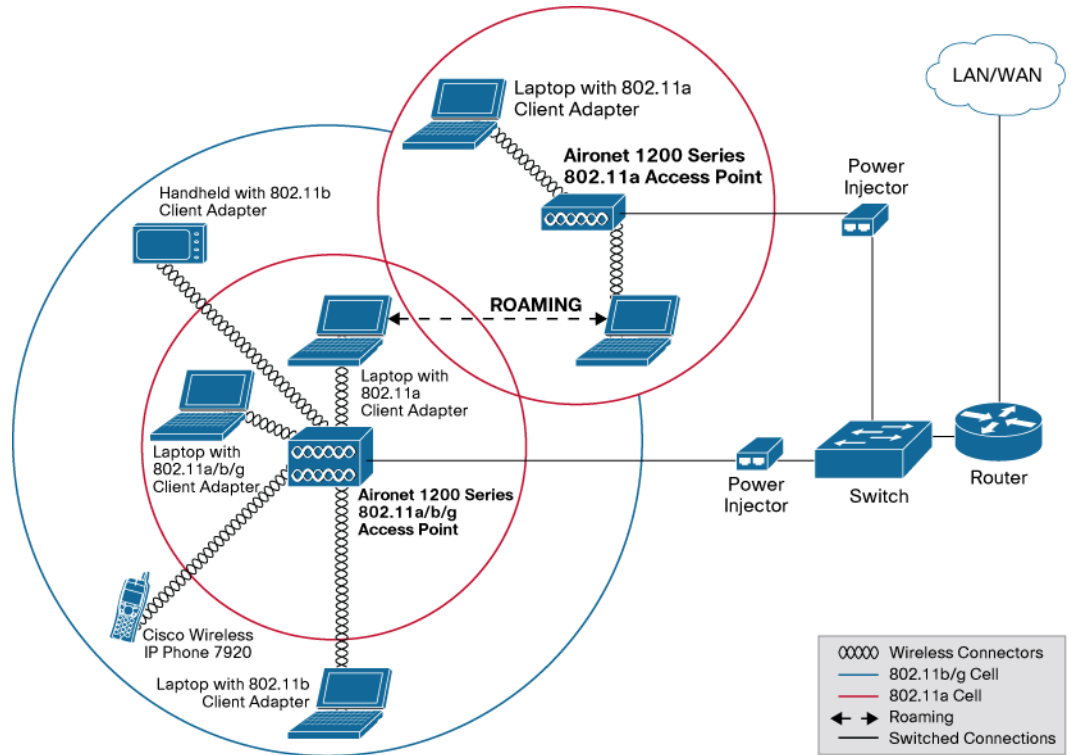 LAN/WAN
Laptop with 802.11a
Client Adapter
Aironet 1200 Series
802.11a Access Point
Power
Injector
Handheld with 802.11b
Client Adapter
ROAMING
Laptop with
802.11a
Client Adapter
Laptop with
802.11a/b/g
Client Adapter
Aironet 1200 Series
802.11a/b/g
Access Point
Power
Injector
Switch
Router
Cisco Wireless
IP Phone 7920
Laptop with 802.11b
Client Adapter
Wireless Connectors
802.11b/g Cell
802.11a Cell
Roaming
Switched Connections